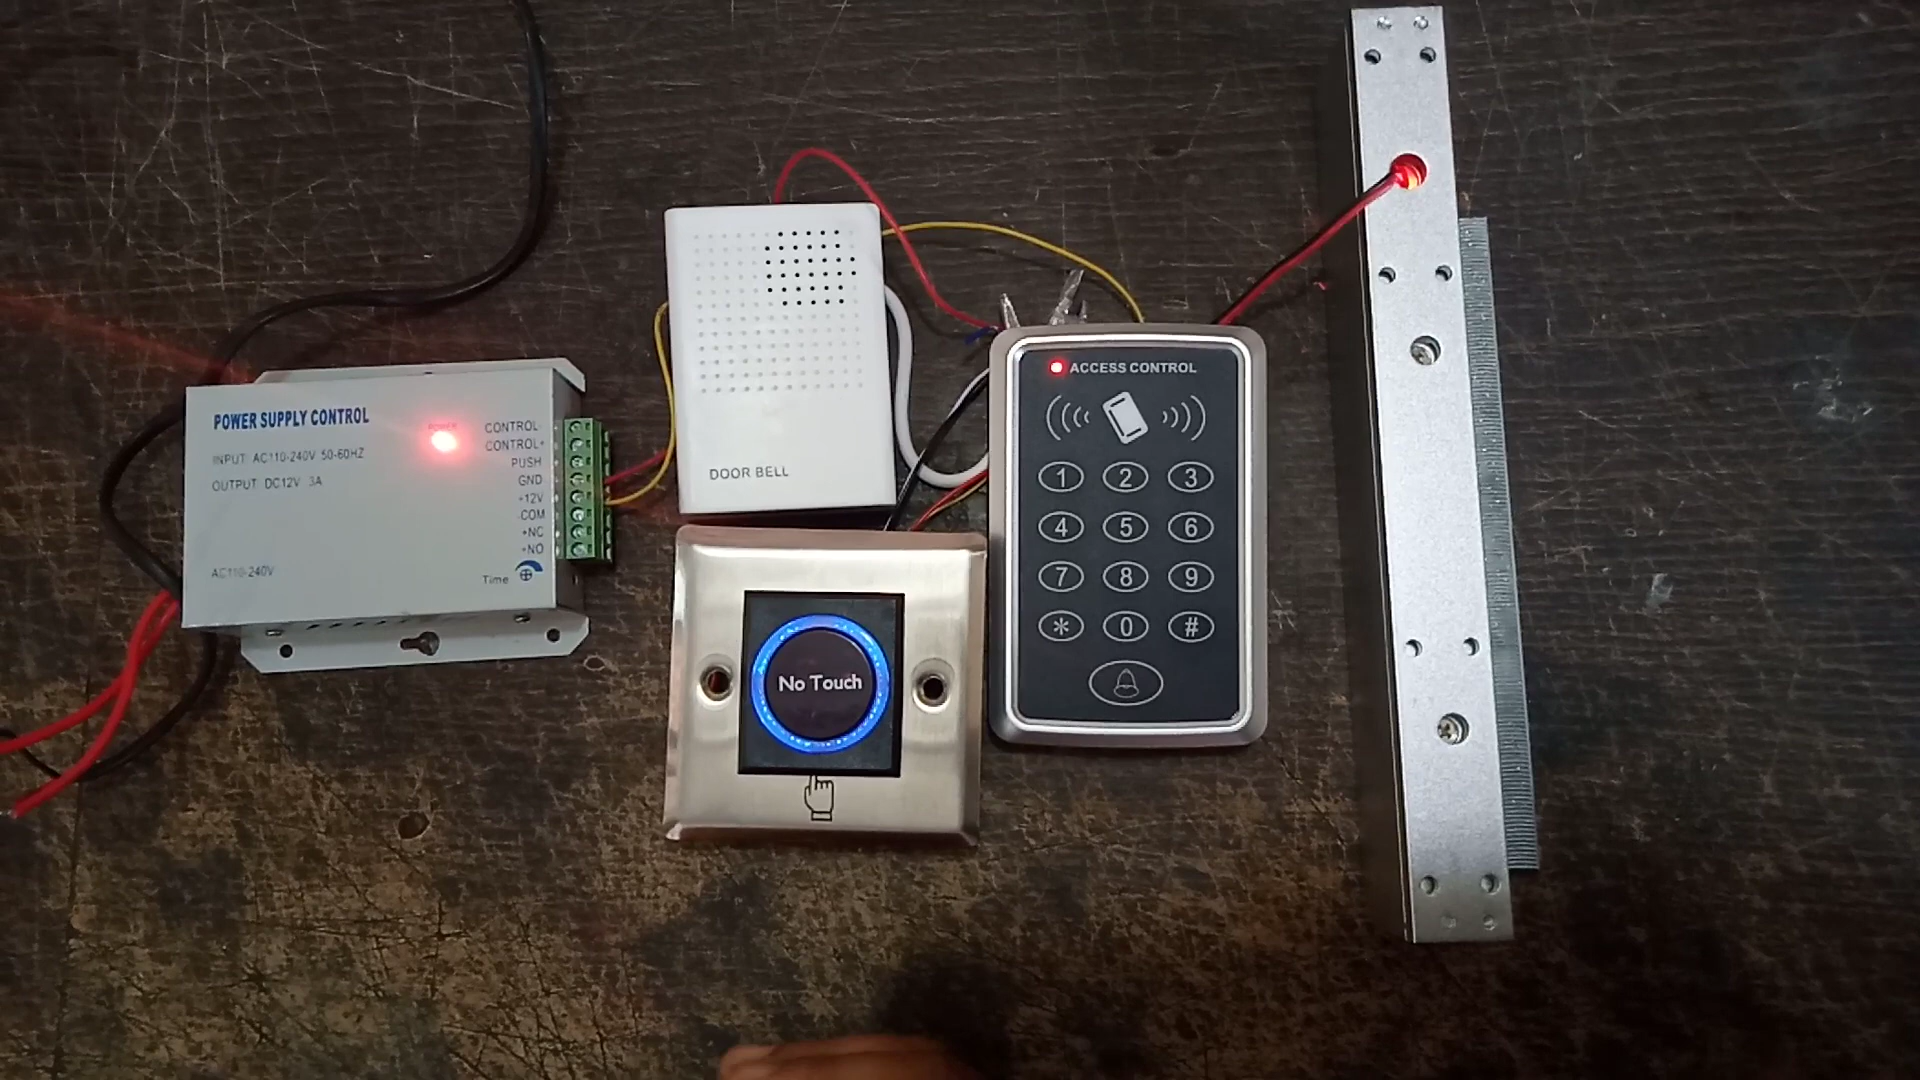 POWER SUPPLY CONTROL
INPUT: AC110-240V 50-60HZ
OUTPUT: DC12V 3A
AC110-240V
POWER
CONTROL-
CONTROL+
PUSH
GND
+12V
-COM
+NC
+NO
Time
DOOR BELL
No Touch
ACCESS CONTROL
1 2 3
4 5 6
7 8 9
* 0 #